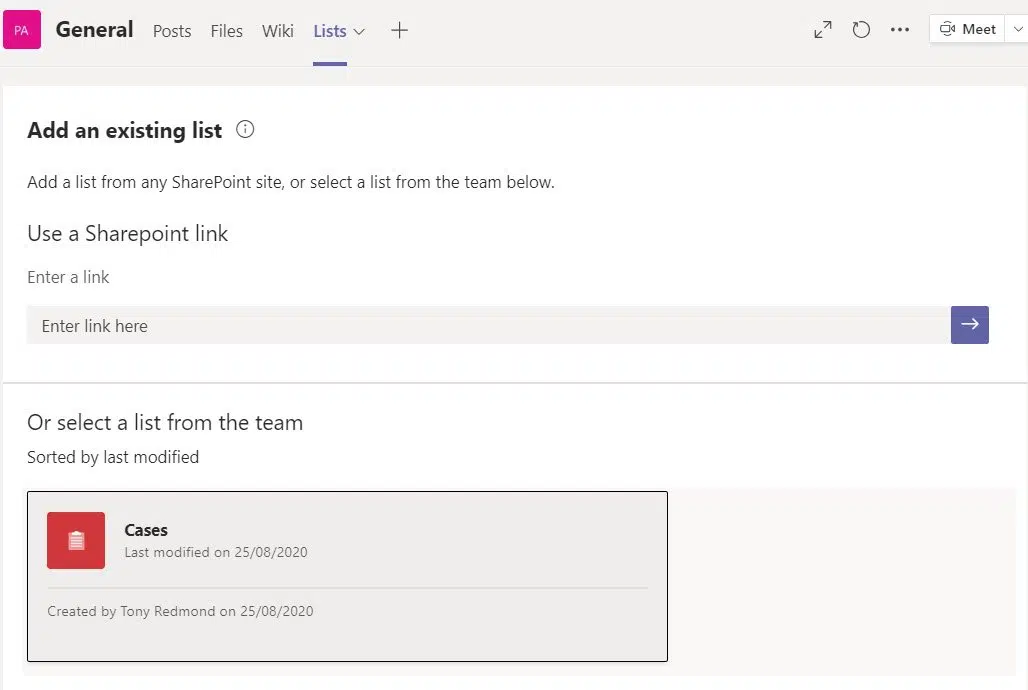 PA General Posts Files Wiki Lists Meet
Add an existing list
Add a list from any SharePoint site, or select a list from the team below.
Use a Sharepoint link
Enter a link
Enter link here
Or select a list from the team
Sorted by last modified
Cases
Last modified on 25/08/2020
Created by Tony Redmond on 25/08/2020